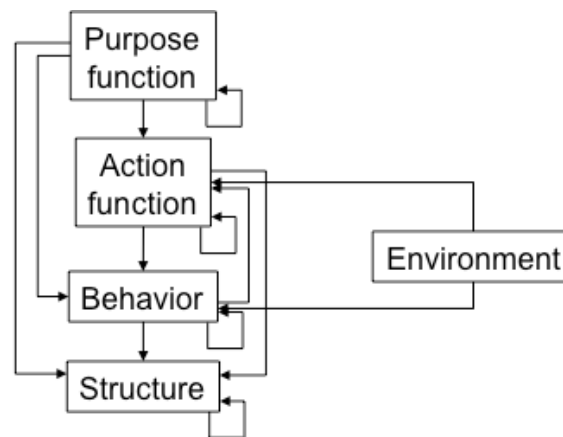 Purpose
function
Action
function
Environment
Behavior
Structure